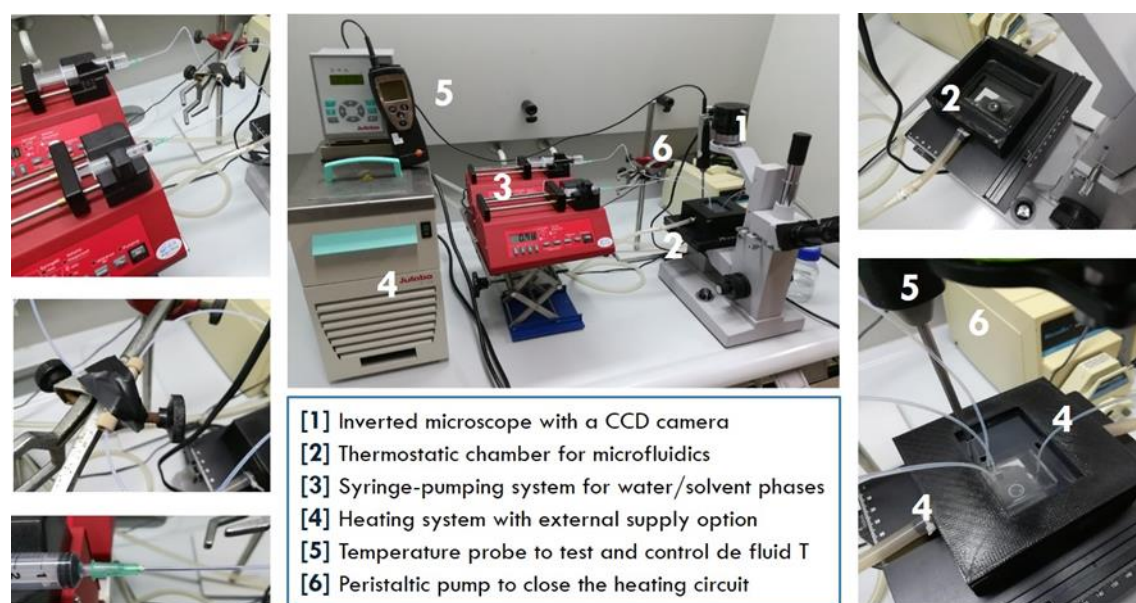 5
1
6
3
2
4
Julabo
Julabo
2
5
6
4
4
[1] Inverted microscope with a CCD camera
[2] Thermostatic chamber for microfluidics
[3] Syringe-pumping system for water/solvent phases
[4] Heating system with external supply option
[5] Temperature probe to test and control de fluid T
[6] Peristaltic pump to close the heating circuit